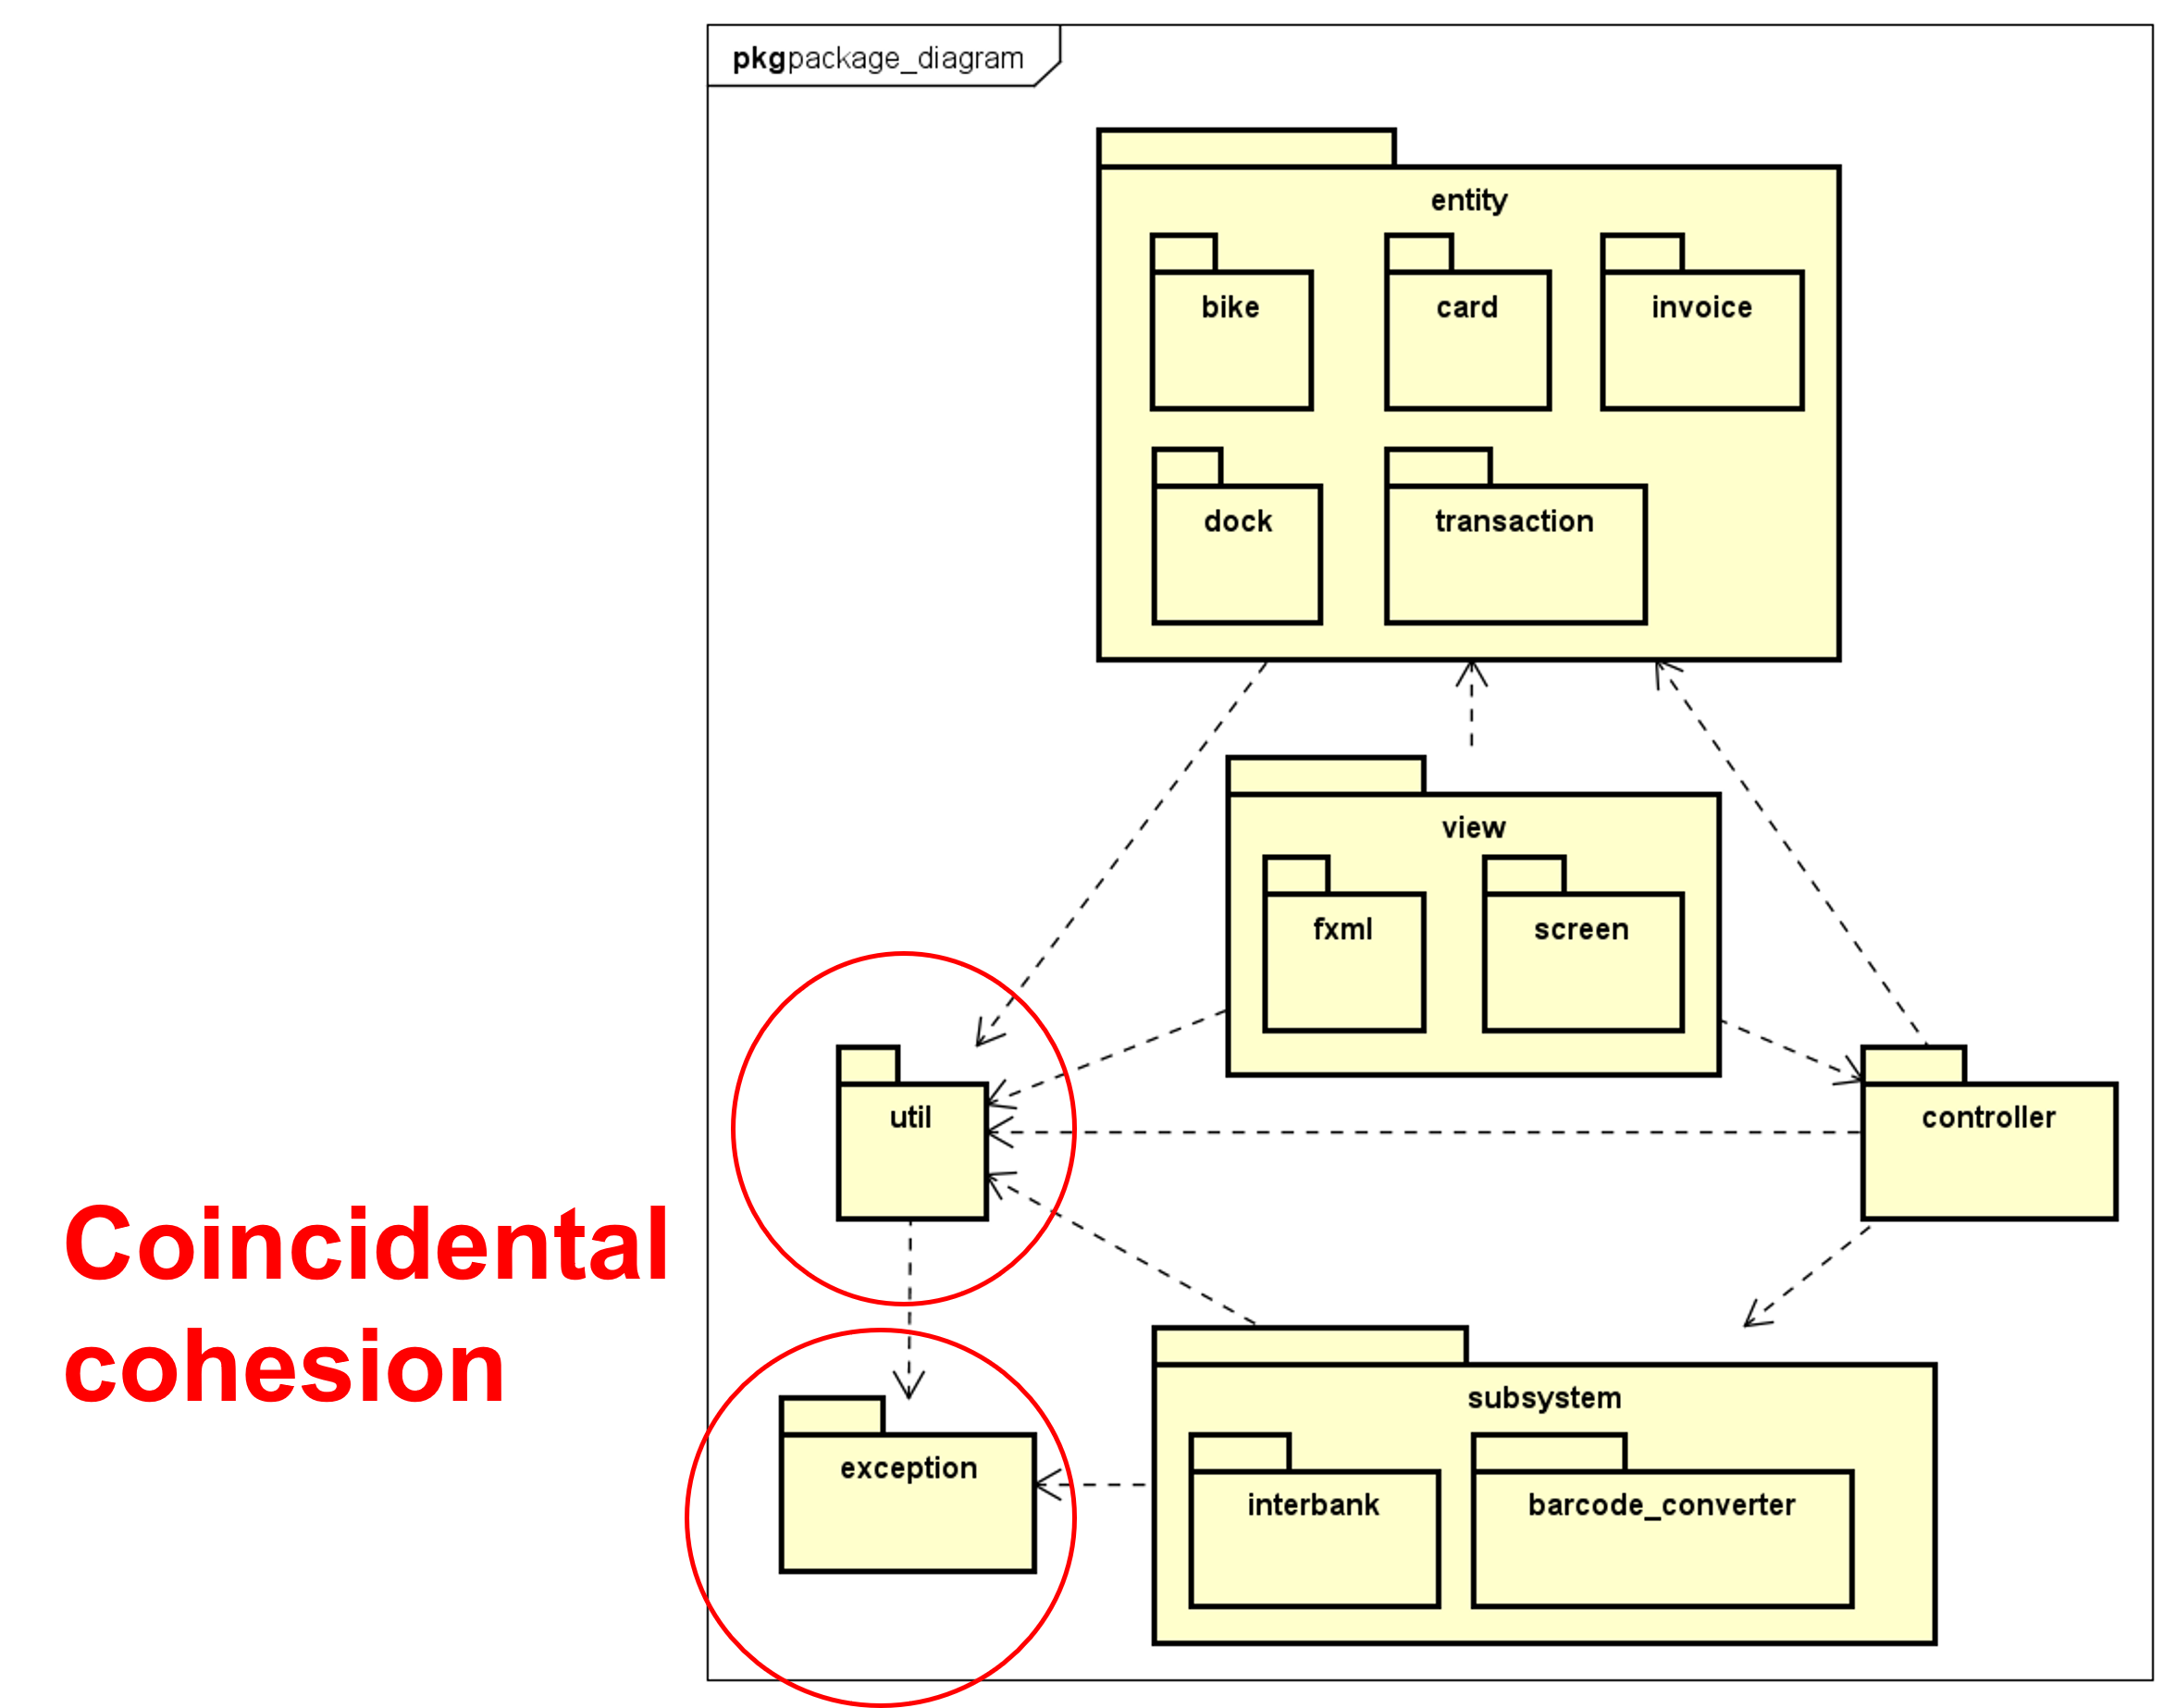 pkgpackage_diagram
entity
bike
card
invoice
dock
transaction
view
fxml
screen
util
controller
Coincidental
cohesion
exception
subsystem
interbank
barcode_converter